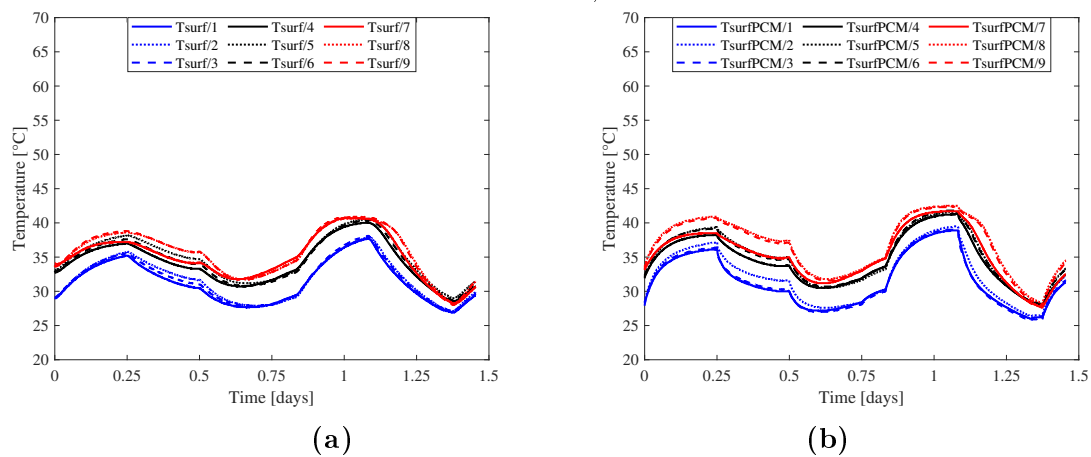 70
65
60
55
50
45
40
35
30
25
20
Temperature [°C]
Tsurf/1 Tsurf/4 Tsurf/7
Tsurf/2 Tsurf/5 Tsurf/8
Tsurf/3 Tsurf/6 Tsurf/9
0 0.25 0.5 0.75 1 1.25 1.5
Time [days]
(a)
70
65
60
55
50
45
40
35
30
25
20
Temperature [°C]
TsurfPCM/1 TsurfPCM/4 TsurfPCM/7
TsurfPCM/2 TsurfPCM/5 TsurfPCM/8
TsurfPCM/3 TsurfPCM/6 TsurfPCM/9
0 0.25 0.5 0.75 1 1.25 1.5
Time [days]
(b)